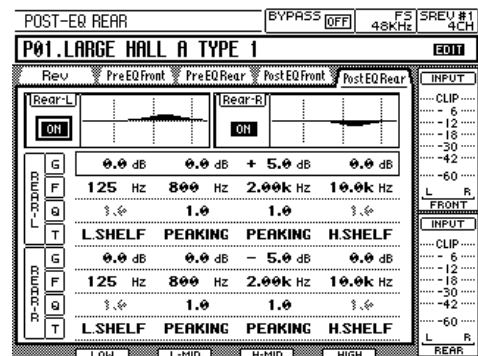 POST-EQ REAR
BYPASS OFF
FS 48KHz
SREV #1 4CH
P01.LARGE HALL A TYPE 1
EDIT
Rev PreEQFront PreEQRear PostEQFront PostEQRear
Rear-L ON
Rear-R ON
REAR-L
G 0.0 dB 0.0 dB + 5.0 dB 0.0 dB
F 125 Hz 800 Hz 2.00k Hz 10.0k Hz
Q 1.0 1.0
T L.SHELF PEAKING PEAKING H.SHELF
REAR-R
G 0.0 dB 0.0 dB - 5.0 dB 0.0 dB
F 125 Hz 800 Hz 2.00k Hz 10.0k Hz
Q 1.0 1.0
T L.SHELF PEAKING PEAKING H.SHELF
LOW L-MID H-MID HIGH
INPUT
CLIP
- 6
-12
-18
-30
-42
-60
L R
FRONT
INPUT
CLIP
- 6
-12
-18
-30
-42
-60
L R
REAR